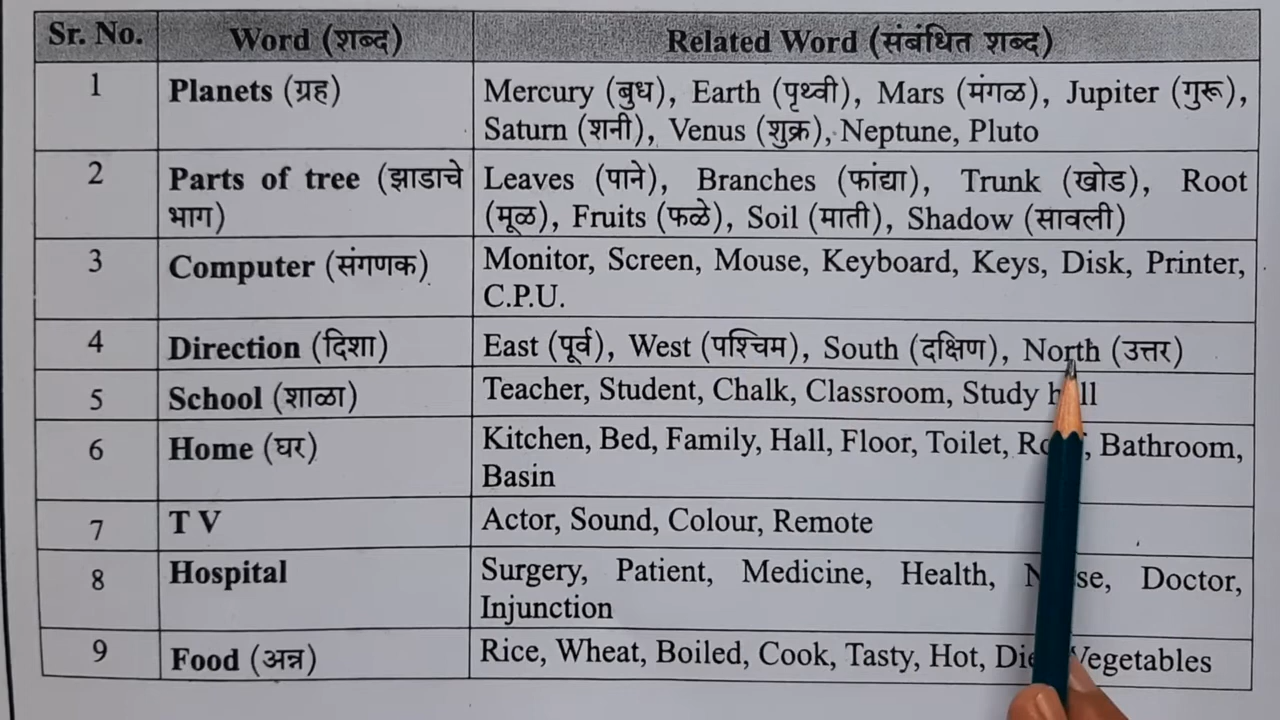 Sr. No. Word (शब्द) Related Word (संबंधित शब्द)
1 Planets (ग्रह) Mercury (बुध), Earth (पृथ्वी), Mars (मंगळ), Jupiter (गुरू),
Saturn (शनी), Venus (शुक्र), Neptune, Pluto
2 Parts of tree (झाडाचे Leaves (पाने), Branches (फांद्या), Trunk (खोड), Root
भाग) (मूळ), Fruits (फळे), Soil (माती), Shadow (सावली)
3 Computer (संगणक) Monitor, Screen, Mouse, Keyboard, Keys, Disk, Printer,
C.P.U.
4 Direction (दिशा) East (पूर्व), West (पश्चिम), South (दक्षिण), North (उत्तर)
5 School (शाळा) Teacher, Student, Chalk, Classroom, Study
6 Home (घर) Kitchen, Bed, Family, Hall, Floor, Toilet, Bathroom,
Basin
7 T V Actor, Sound, Colour, Remote
8 Hospital Surgery, Patient, Medicine, Health, Doctor,
Injunction
9 Food (अन्न) Rice, Wheat, Boiled, Cook, Tasty, Hot, Vegetables